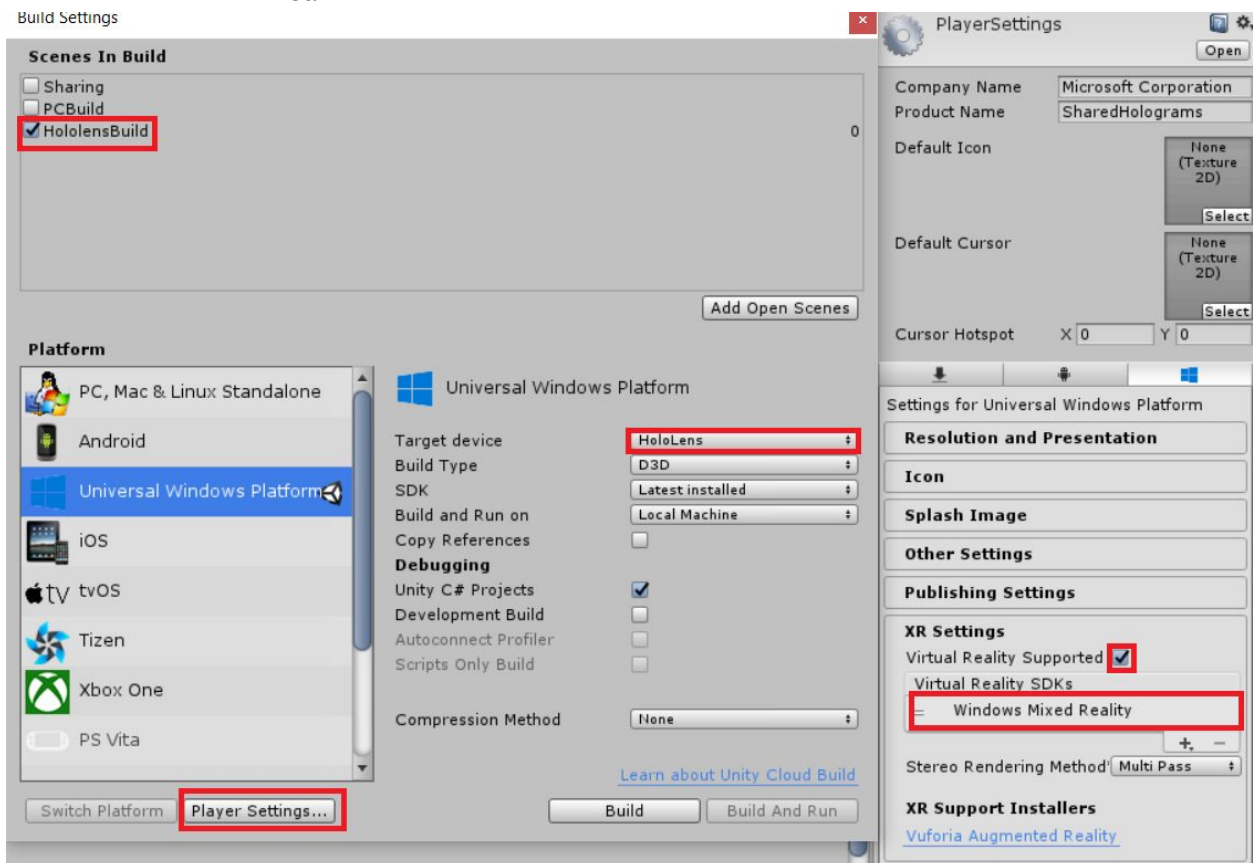 Build Settings
Scenes In Build
Sharing
PCBuild
HololensBuild 0
Add Open Scenes
Platform
PC, Mac & Linux Standalone
Android
Universal Windows Platform
iOS
tv tvOS
Tizen
Xbox One
PS Vita
Universal Windows Platform
Target device HoloLens
Build Type D3D
SDK Latest installed
Build and Run on Local Machine
Copy References
Debugging
Unity C# Projects
Development Build
Autoconnect Profiler
Scripts Only Build
Compression Method None
Learn about Unity Cloud Build
Switch Platform Player Settings... Build Build And Run
PlayerSettings
Open
Company Name Microsoft Corporation
Product Name SharedHolograms
Default Icon None
(Texture
2D)
Select
Default Cursor None
(Texture
2D)
Select
Cursor Hotspot X 0 Y 0
Settings for Universal Windows Platform
Resolution and Presentation
Icon
Splash Image
Other Settings
Publishing Settings
XR Settings
Virtual Reality Supported
Virtual Reality SDKs
= Windows Mixed Reality
+ −
Stereo Rendering Method* Multi Pass
XR Support Installers
Vuforia Augmented Reality